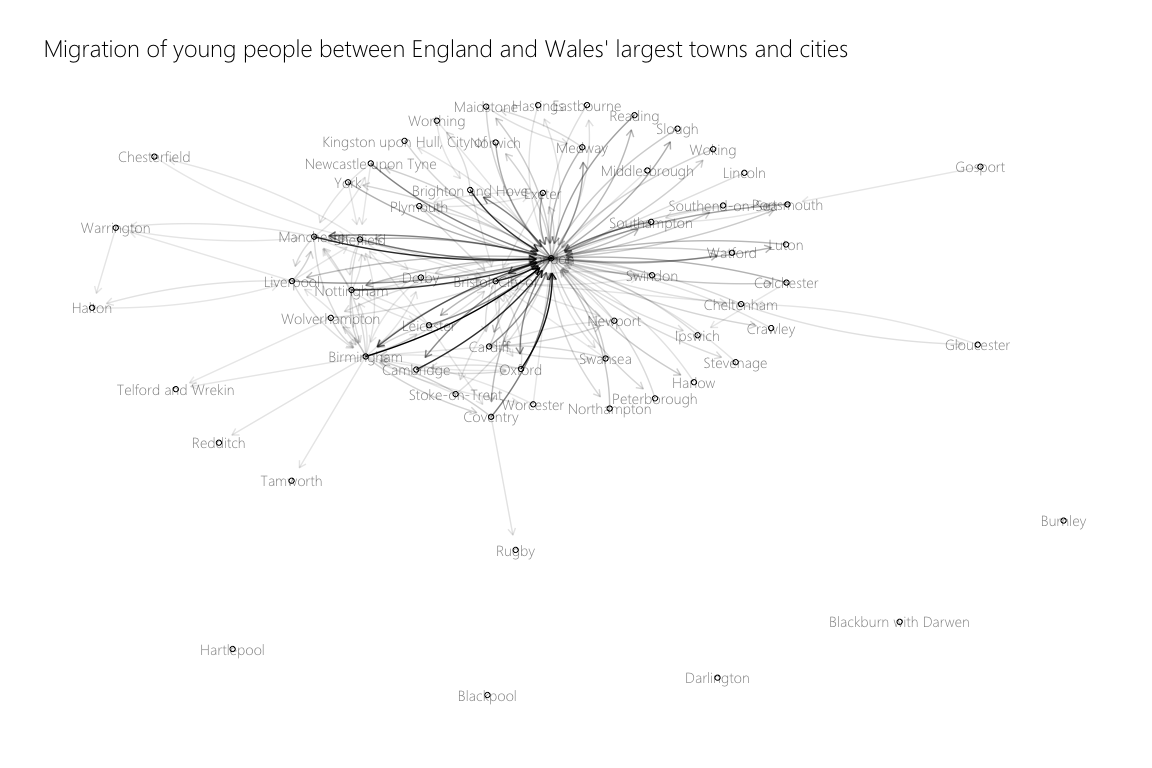 Migration of young people between England and Wales' largest towns and cities
Maidstone
Hastings
Eastbourne
Reading
Worthing
Slough
Kingston upon Hull, City of
Norwich
Medway
Woking
Chesterfield
Newcastle upon Tyne
Middlesbrough
Lincoln
Gosport
York
Brighton and Hove
Exeter
Plymouth
Southend-on-Sea
Portsmouth
Southampton
Warrington
Manchester
Sheffield
Luton
Watford
Liverpool
Nottingham
Derby
Bristol, City of
Swindon
Colchester
Halton
Cheltenham
Wolverhampton
Leicester
Newport
Ipswich
Crawley
Gloucester
Birmingham
Cardiff
Swansea
Stevenage
Cambridge
Oxford
Harlow
Telford and Wrekin
Stoke-on-Trent
Worcester
Peterborough
Northampton
Coventry
Redditch
Tamworth
Burnley
Rugby
Blackburn with Darwen
Hartlepool
Darlington
Blackpool